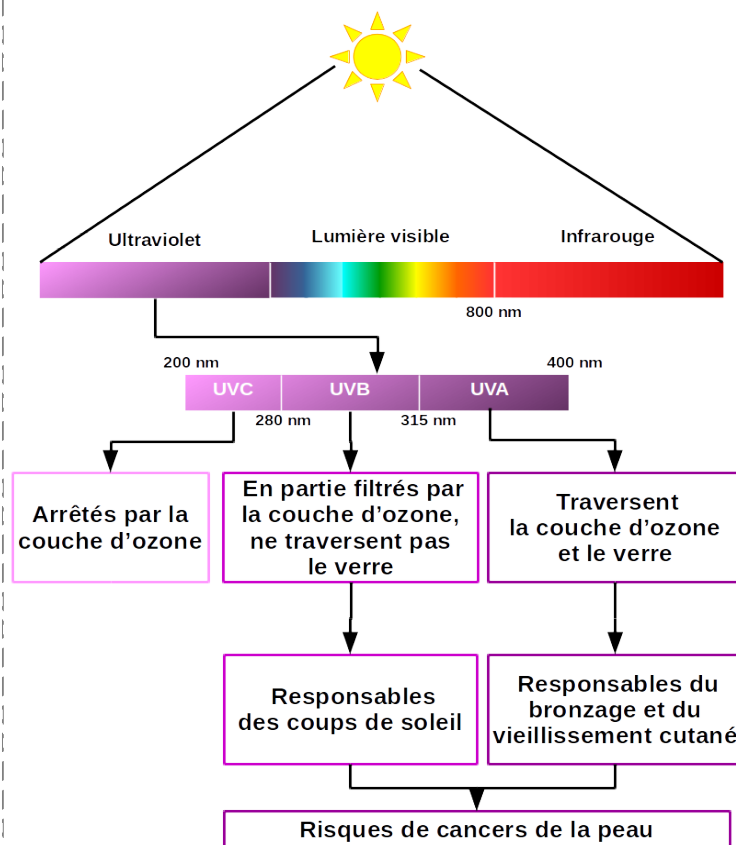 Ultraviolet
Lumière visible
Infrarouge
800 nm
200 nm
400 nm
UVC
UVB
UVA
280 nm
315 nm
Arrêtés par la
couche d'ozone
En partie filtrés par
la couche d'ozone,
ne traversent pas
le verre
Traversent
la couche d'ozone
et le verre
Responsables
des coups de soleil
Responsables du
bronzage et du
vieillissement cutané
Risques de cancers de la peau